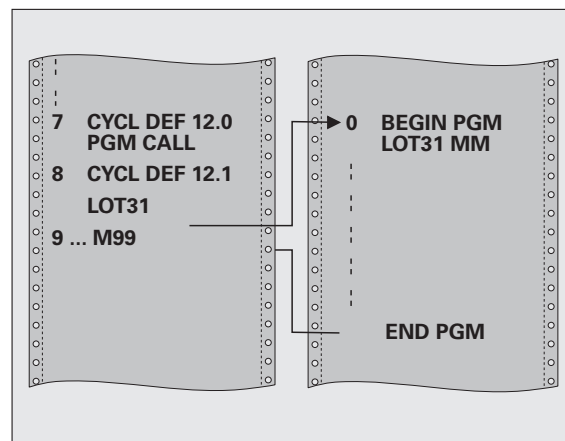 7 CYCL DEF 12.0
PGM CALL
8 CYCL DEF 12.1
LOT31
9 ... M99
0 BEGIN PGM
LOT31 MM
END PGM